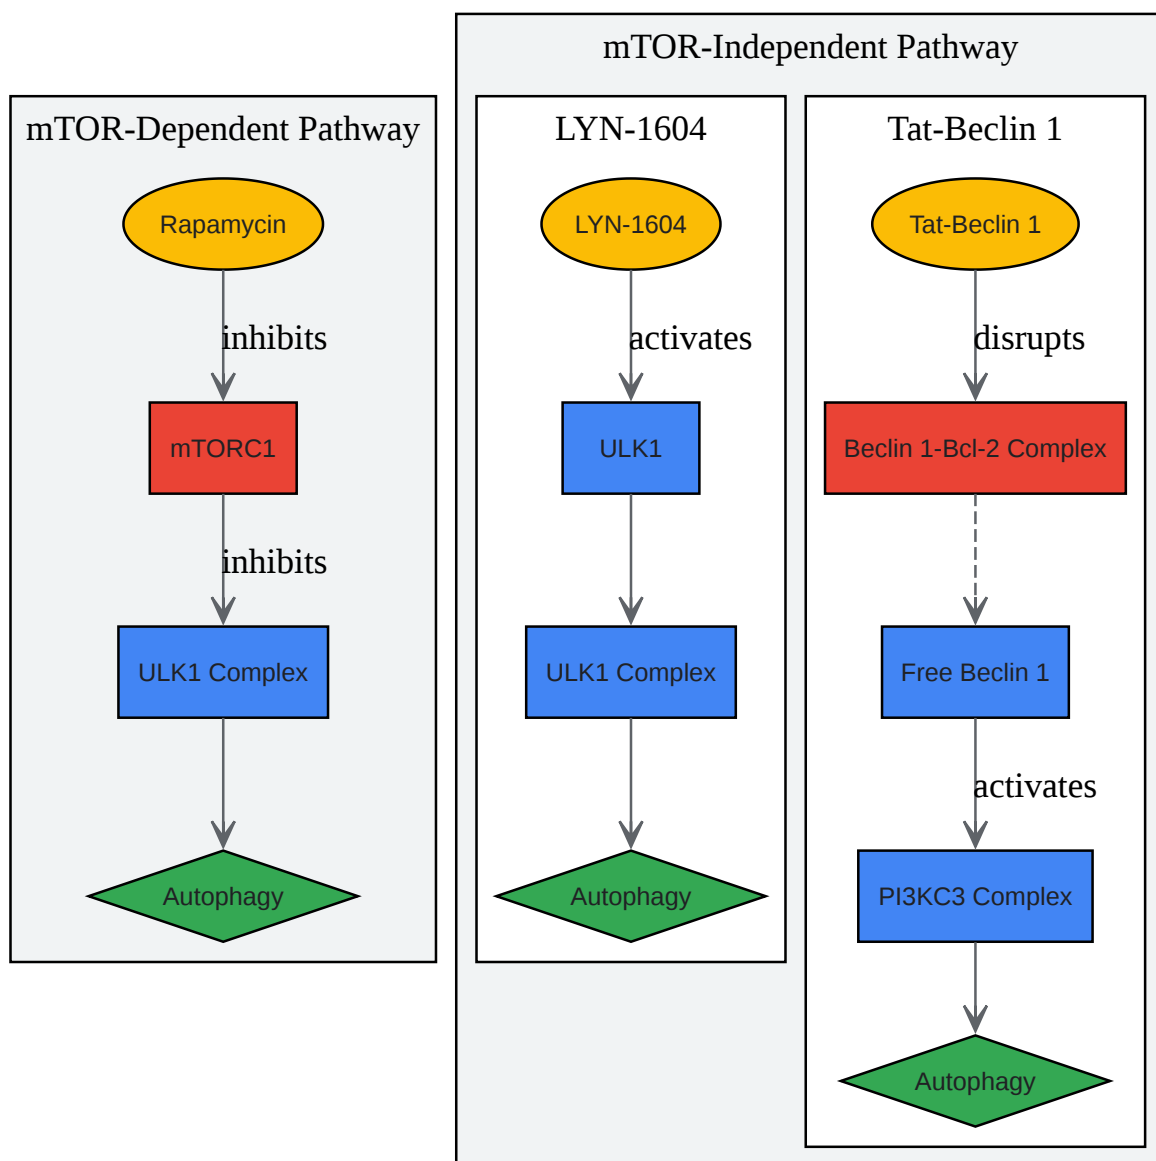 mTOR-Independent Pathway
mTOR-Dependent Pathway
Rapamycin
inhibits
mTORC1
inhibits
ULK1 Complex
Autophagy
LYN-1604
LYN-1604
activates
ULK1
ULK1 Complex
Autophagy
Tat-Beclin 1
Tat-Beclin 1
disrupts
Beclin 1-Bcl-2 Complex
Free Beclin 1
activates
PI3KC3 Complex
Autophagy